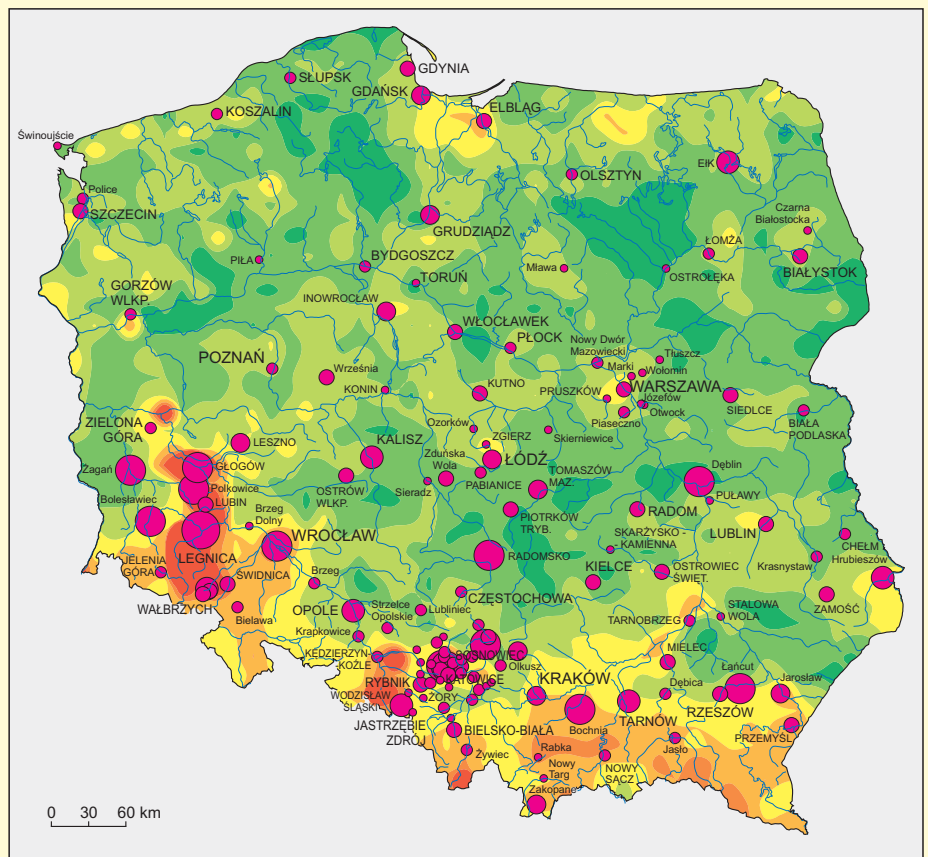 GDYNIA
SŁUPSK
GDAŃSK
ELBLĄG
KOSZALIN
Świnoujście
EŁK
OLSZTYN
Police
SZCZECIN
Czarna
Białostocka
GRUDZIĄDZ
ŁOMŻA
BYDGOSZCZ
PIŁA
Mława
OSTROŁĘKA
BIAŁYSTOK
TORUŃ
GORZÓW
WLKP.
INOWROCŁAW
WŁOCŁAWEK
PŁOCK
Nowy Dwór
Mazowiecki
Tłuszcz
POZNAŃ
Marki
Wołomin
Września
KONIN
KUTNO
PRUSZKÓW
WARSZAWA
Józefów
Otwock
SIEDLCE
Piaseczno
BIAŁA
PODLASKA
ZIELONA
GÓRA
LESZNO
KALISZ
Ozorków
ZGIERZ
Skierniewice
Żagań
GŁOGÓW
Zduńska
Wola
ŁÓDŹ
Dęblin
Bolesławiec
Polkowice
LUBIN
OSTRÓW
WLKP.
Sieradz
PABIANICE
TOMASZÓW
MAZ.
PUŁAWY
Brzeg
Dolny
PIOTRKÓW
TRYB.
RADOM
LUBLIN
WROCŁAW
SKARŻYSKO -
- KAMIENNA
CHEŁM
LEGNICA
RADOMSKO
Krasnystaw
Hrubieszów
JELENIA
GÓRA
ŚWIDNICA
Brzeg
KIELCE
OSTROWIEC
ŚWIĘT.
WAŁBRZYCH
CZĘSTOCHOWA
ZAMOŚĆ
Bielawa
OPOLE
Strzelce
Opolskie
Lubliniec
STALOWA
WOLA
Krapkowice
TARNOBRZEG
KĘDZIERZYN-
KOŹLE
SOSNOWIEC
MIELEC
Olkusz
Łańcut
RYBNIK
KATOWICE
KRAKÓW
Dębica
Jarosław
WODZISŁAW
ŚLĄSKI
ŻORY
RZESZÓW
JASTRZĘBIE
ZDRÓJ
BIELSKO-BIAŁA
Bochnia
TARNÓW
PRZEMYŚL
Żywiec
Rabka
Jasło
Nowy
Targ
NOWY
SĄCZ
Zakopane
0 30 60 km